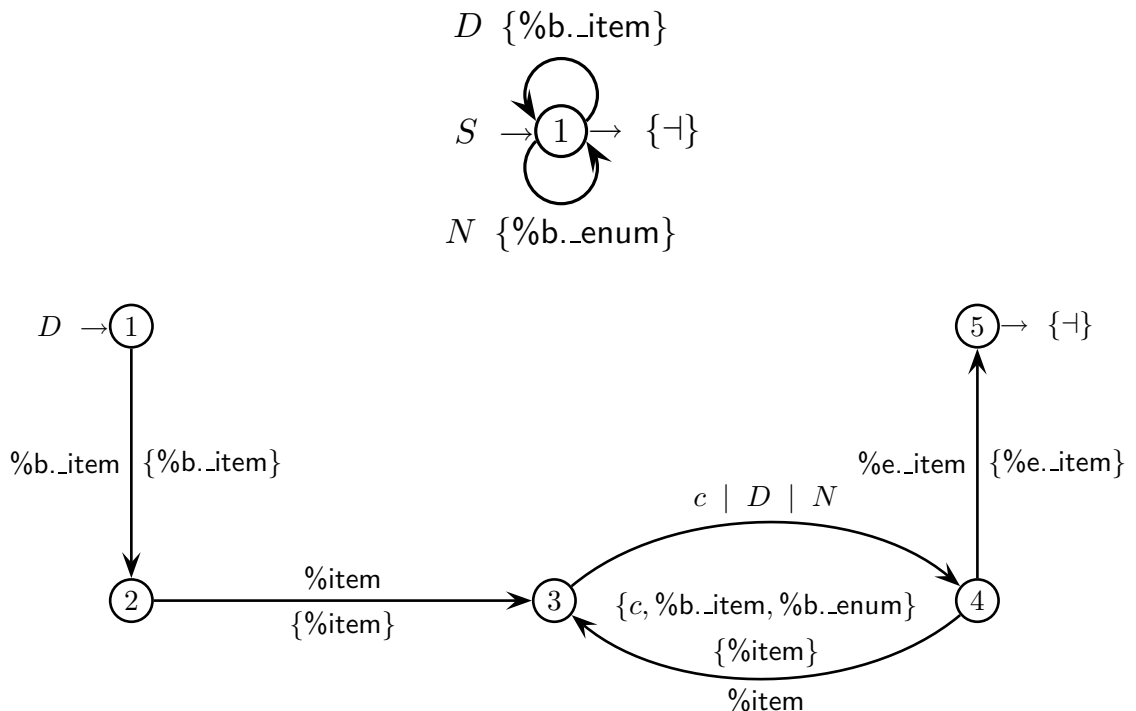 D {%b._item}
S → 1 → {⊣}
N {%b._enum}
D → 1
5 → {⊣}
%b._item {%b._item}
%e._item {%e._item}
c | D | N
%item
2
3
{c, %b._item, %b._enum}
4
{%item}
{%item}
%item